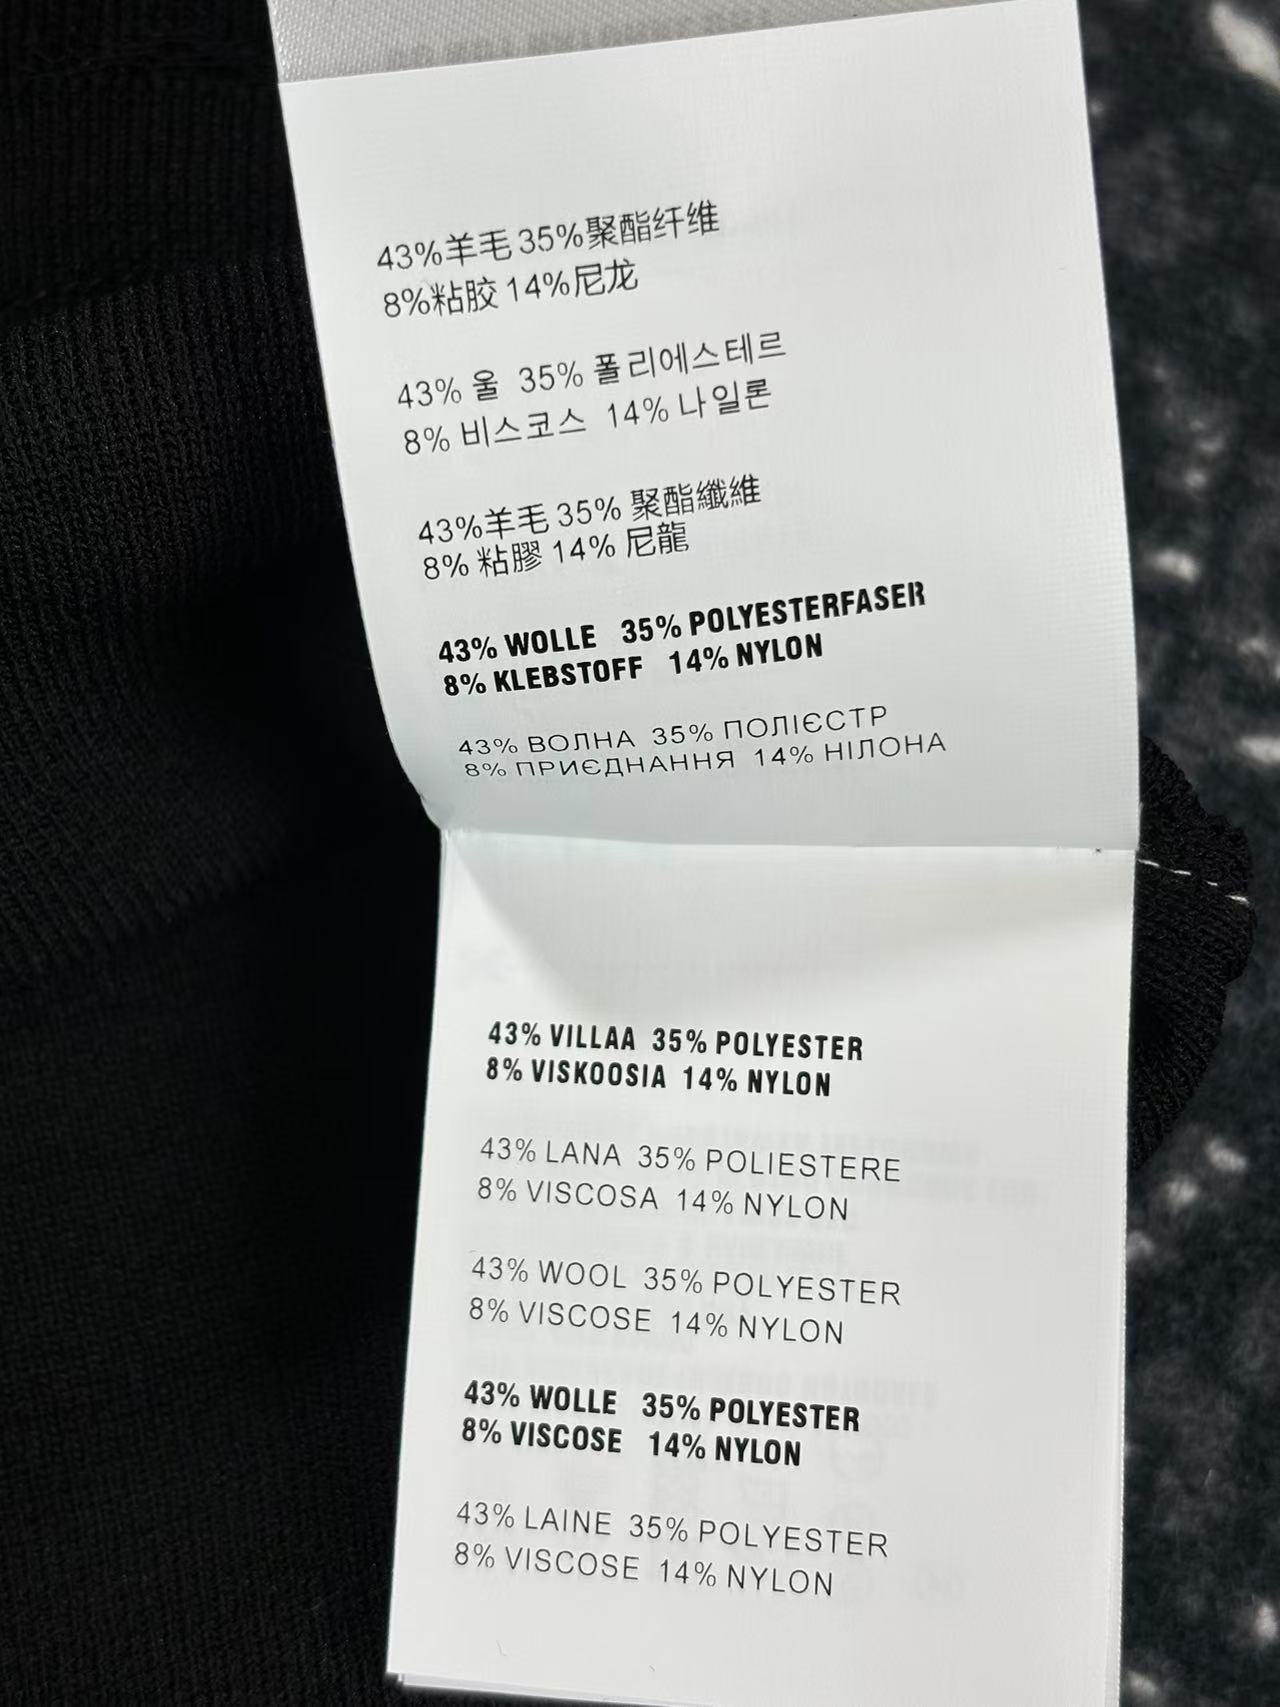 43%羊毛 35%聚酯纤维
8%粘胶 14%尼龙
43% 울 35% 폴리에스테르
8% 비스코스 14% 나일론
43%羊毛 35% 聚酯纖維
8% 粘膠 14% 尼龍
43% WOLLE 35% POLYESTERFASER
8% KLEBSTOFF 14% NYLON
43% ВОЛНА 35% ПОЛІЄСТР
8% ПРИЄДНАННЯ 14% НІЛОНА
43% VILLAA 35% POLYESTER
8% VISKOOSIA 14% NYLON
43% LANA 35% POLIESTERE
8% VISCOSA 14% NYLON
43% WOOL 35% POLYESTER
8% VISCOSE 14% NYLON
43% WOLLE 35% POLYESTER
8% VISCOSE 14% NYLON
43% LAINE 35% POLYESTER
8% VISCOSE 14% NYLON